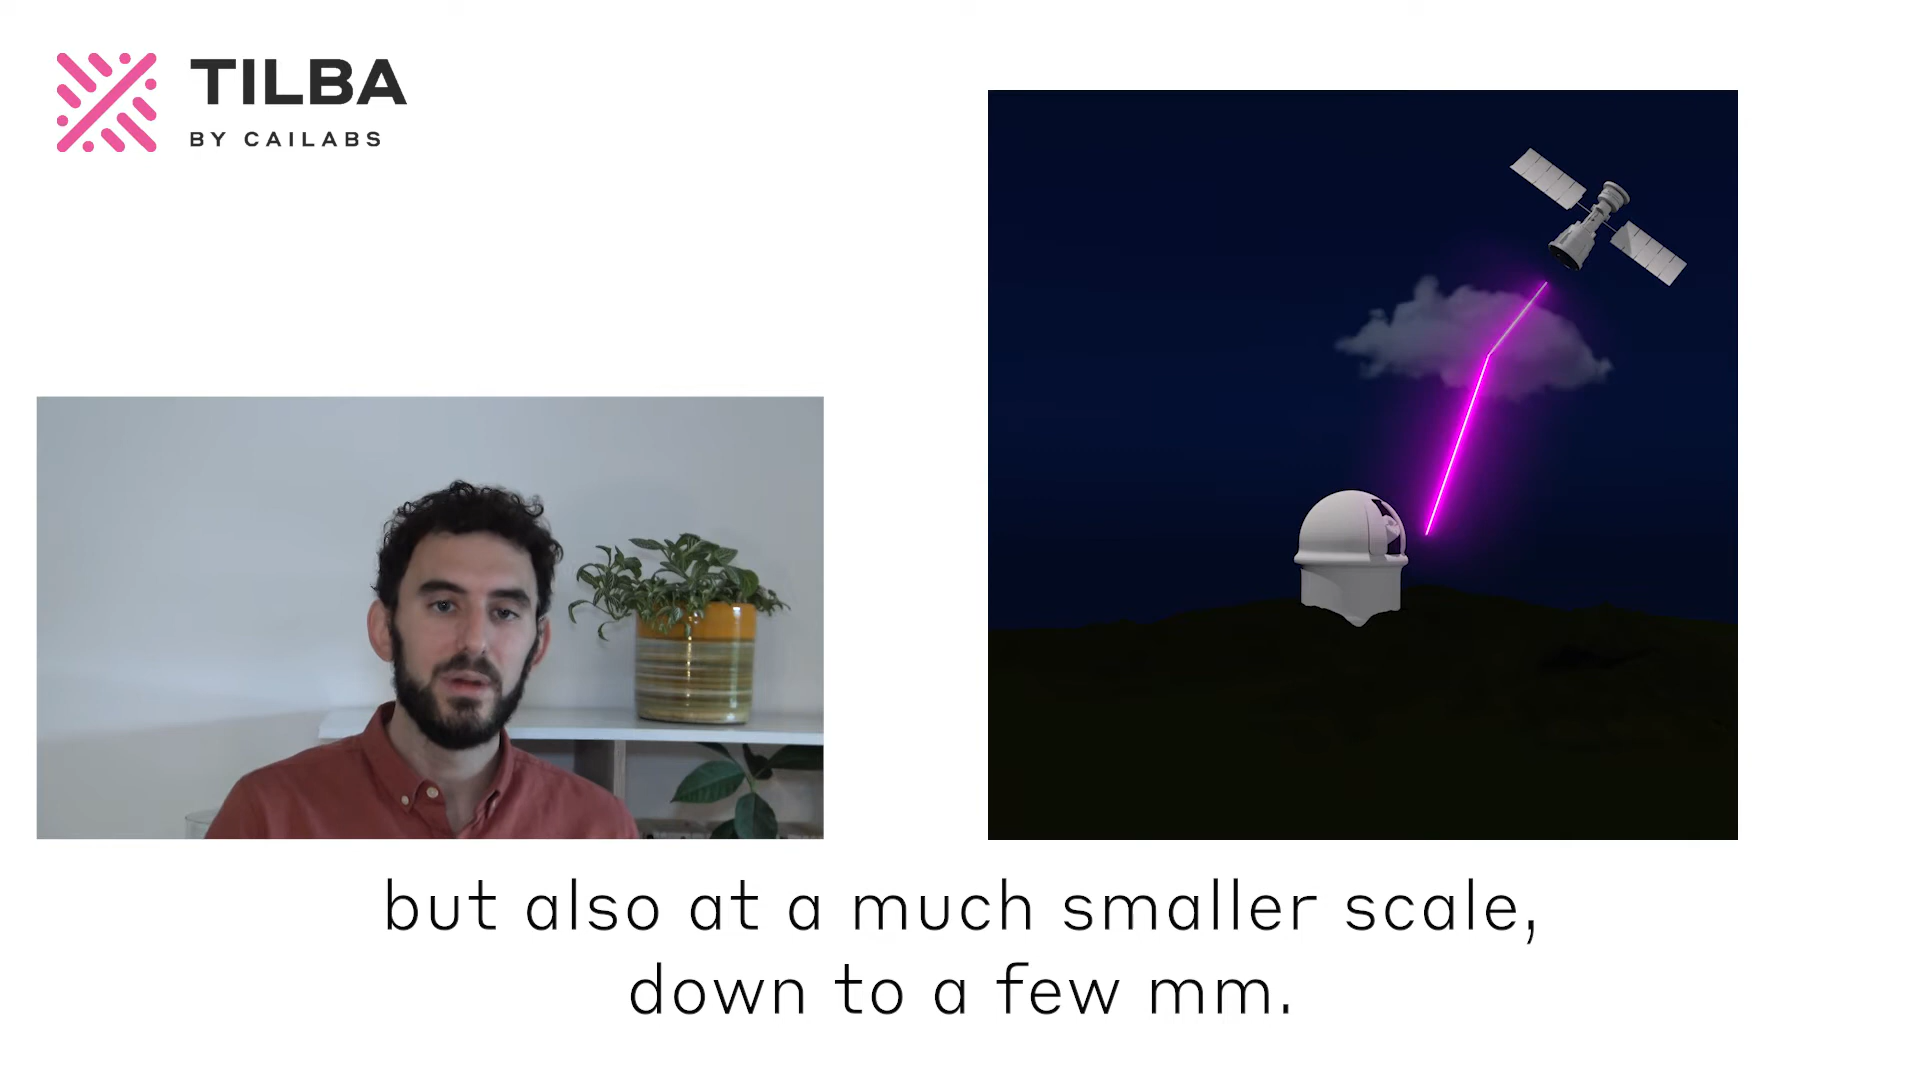 TILBA
BY CAILABS
but also at a much smaller scale,
down to a few mm.